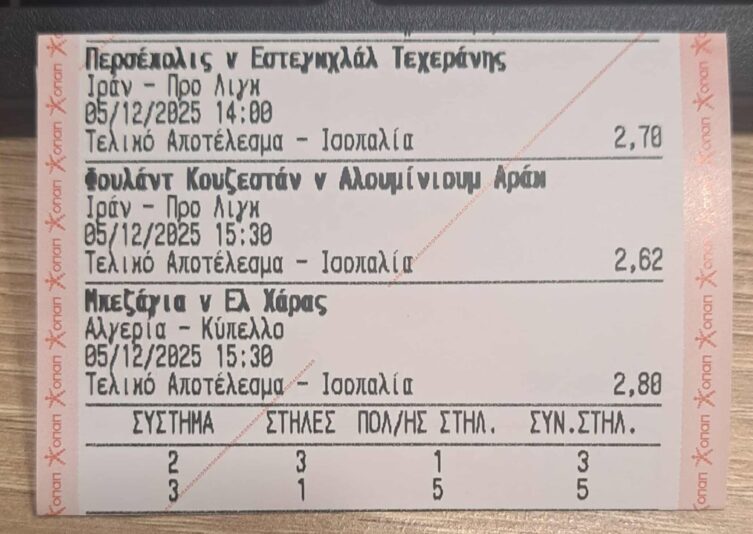 Περσέπολις v Εστεγκχλάλ Τεχεράνης
Ιράν - Προ Λιγκ
05/12/2025 14:00
Τελικό Αποτέλεσμα - Ισοπαλία 2,70
Φουλάντ Κουζεστάν v Αλουμίνιουμ Αράκ
Ιράν - Προ Λιγκ
05/12/2025 15:30
Τελικό Αποτέλεσμα - Ισοπαλία 2,62
Μπεζάγια v Ελ Χάρας
Αλγερία - Κύπελλο
05/12/2025 15:30
Τελικό Αποτέλεσμα - Ισοπαλία 2,80
ΣΥΣΤΗΜΑ ΣΤΗΛΕΣ ΠΟΛ/ΗΣ ΣΤΗΛ. ΣΥΝ.ΣΤΗΛ.
2 3 1 3
3 1 5 5